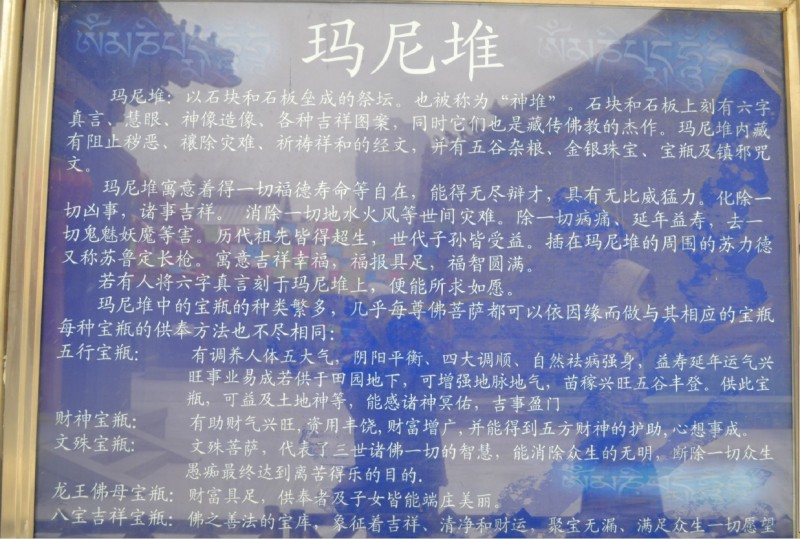 ༀམཎིཔདྨེཧཱུྃ
玛尼堆
玛尼堆：以石块和石板垒成的祭坛。也被称为“神堆”。石块和石板上刻有六字
真言、慧眼、神像造像、各种吉祥图案，同时它们也是藏传佛教的杰作。玛尼堆内藏
有阻止秽恶、禳除灾难、祈祷祥和的经文，并有五谷杂粮、金银珠宝、宝瓶及镇邪咒
文。
玛尼堆寓意着得一切福德寿命等自在，能得无尽辩才，具有无比威猛力。化除一
切凶事，诸事吉祥。 消除一切地水火风等世间灾难。除一切病痛、延年益寿，去一
切鬼魅妖魔等害。历代祖先皆得超生，世代子孙皆受益。插在玛尼堆的周围的苏力德
又称苏鲁定长枪。寓意吉祥幸福，福报具足，福智圆满。
若有人将六字真言刻于玛尼堆上，便能所求如愿。
玛尼堆中的宝瓶的种类繁多，几乎每尊佛菩萨都可以依因缘而做与其相应的宝瓶
每种宝瓶的供奉方法也不尽相同：
五行宝瓶： 有调养人体五大气，阴阳平衡、四大调顺、自然祛病强身，益寿延年运气兴
旺事业易成若供于田园地下，可增强地脉地气，苗稼兴旺五谷丰登。供此宝
瓶，可益及土地神等，能感诸神冥佑，吉事盈门
财神宝瓶： 有助财气兴旺，资用丰饶，财富增广，并能得到五方财神的护助，心想事成。
文殊宝瓶： 文殊菩萨，代表了三世诸佛一切的智慧，能消除众生的无明，断除一切众生
愚痴最终达到离苦得乐的目的.
龙王佛母宝瓶： 财富具足，供奉者及子女皆能端庄美丽。
八宝吉祥宝瓶： 佛之善法的宝库，象征着吉祥、清净和财运，聚宝无漏、满足众生一切愿望